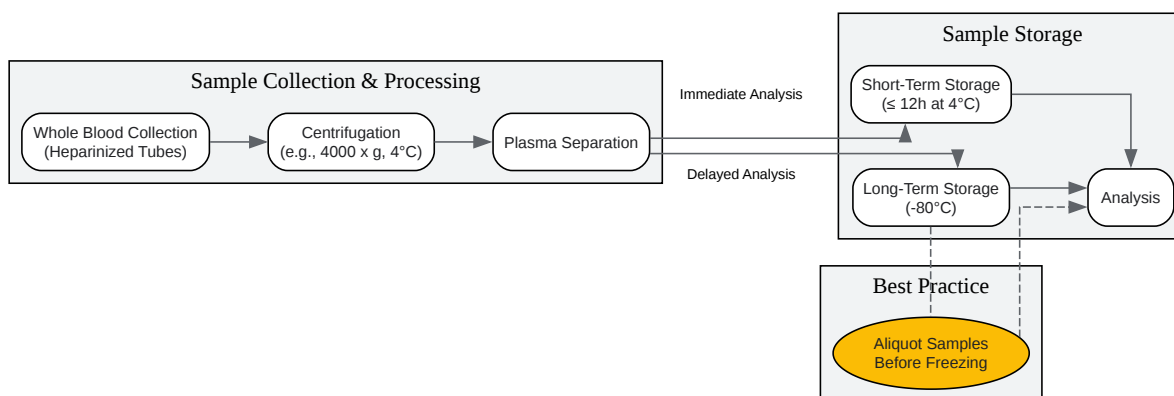 Sample Collection & Processing
Whole Blood Collection
(Heparinized Tubes)
Centrifugation
(e.g., 4000 x g, 4°C)
Plasma Separation
Immediate Analysis
Delayed Analysis
Sample Storage
Short-Term Storage
(≤ 12h at 4°C)
Long-Term Storage
(-80°C)
Analysis
Best Practice
Aliquot Samples
Before Freezing